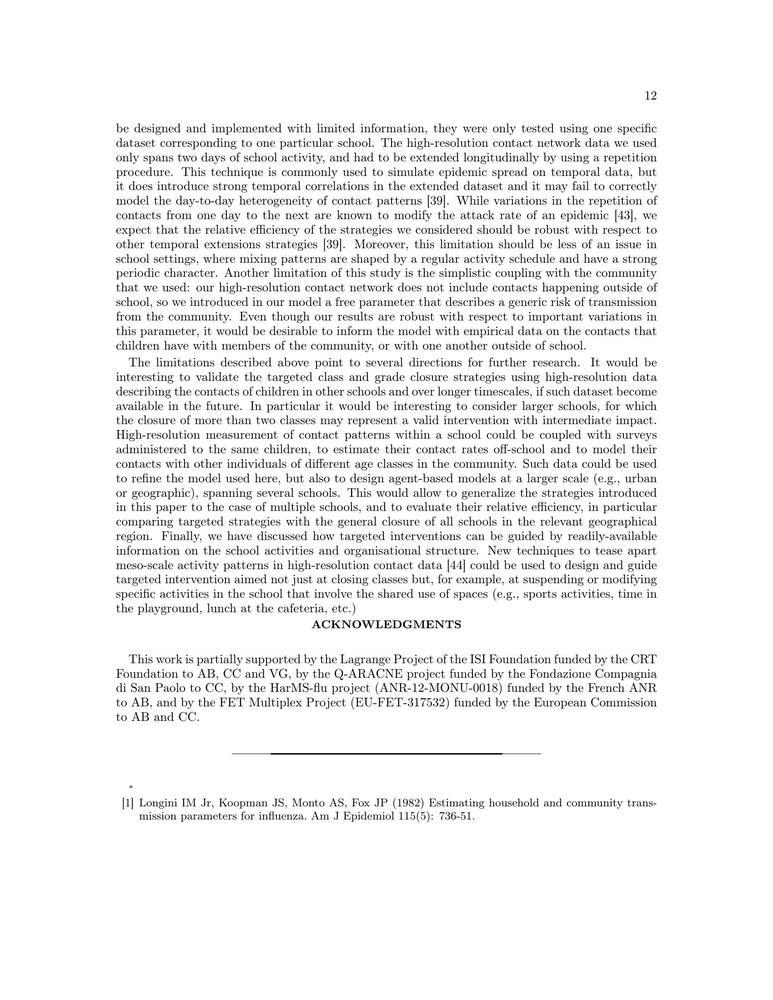 12
be designed and implemented with limited information, they were only tested using one specific
dataset corresponding to one particular school. The high-resolution contact network data we used
only spans two days of school activity, and had to be extended longitudinally by using a repetition
procedure. This technique is commonly used to simulate epidemic spread on temporal data, but
it does introduce strong temporal correlations in the extended dataset and it may fail to correctly
model the day-to-day heterogeneity of contact patterns [39]. While variations in the repetition of
contacts from one day to the next are known to modify the attack rate of an epidemic [43], we
expect that the relative efficiency of the strategies we considered should be robust with respect to
other temporal extensions strategies [39]. Moreover, this limitation should be less of an issue in
school settings, where mixing patterns are shaped by a regular activity schedule and have a strong
periodic character. Another limitation of this study is the simplistic coupling with the community
that we used: our high-resolution contact network does not include contacts happening outside of
school, so we introduced in our model a free parameter that describes a generic risk of transmission
from the community. Even though our results are robust with respect to important variations in
this parameter, it would be desirable to inform the model with empirical data on the contacts that
children have with members of the community, or with one another outside of school.
The limitations described above point to several directions for further research. It would be
interesting to validate the targeted class and grade closure strategies using high-resolution data
describing the contacts of children in other schools and over longer timescales, if such dataset become
available in the future. In particular it would be interesting to consider larger schools, for which
the closure of more than two classes may represent a valid intervention with intermediate impact.
High-resolution measurement of contact patterns within a school could be coupled with surveys
administered to the same children, to estimate their contact rates off-school and to model their
contacts with other individuals of different age classes in the community. Such data could be used
to refine the model used here, but also to design agent-based models at a larger scale (e.g., urban
or geographic), spanning several schools. This would allow to generalize the strategies introduced
in this paper to the case of multiple schools, and to evaluate their relative efficiency, in particular
comparing targeted strategies with the general closure of all schools in the relevant geographical
region. Finally, we have discussed how targeted interventions can be guided by readily-available
information on the school activities and organisational structure. New techniques to tease apart
meso-scale activity patterns in high-resolution contact data [44] could be used to design and guide
targeted intervention aimed not just at closing classes but, for example, at suspending or modifying
specific activities in the school that involve the shared use of spaces (e.g., sports activities, time in
the playground, lunch at the cafeteria, etc.)
ACKNOWLEDGMENTS
This work is partially supported by the Lagrange Project of the ISI Foundation funded by the CRT
Foundation to AB, CC and VG, by the Q-ARACNE project funded by the Fondazione Compagnia
di San Paolo to CC, by the HarMS-flu project (ANR-12-MONU-0018) funded by the French ANR
to AB, and by the FET Multiplex Project (EU-FET-317532) funded by the European Commission
to AB and CC.
*
[1] Longini IM Jr, Koopman JS, Monto AS, Fox JP (1982) Estimating household and community trans-
mission parameters for influenza. Am J Epidemiol 115(5): 736-51.